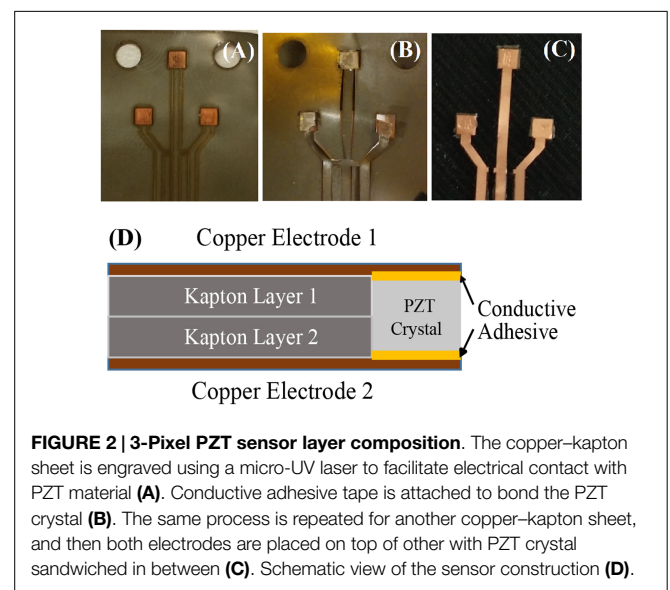 (A)
(B)
(C)
(D)
Copper Electrode 1
Kapton Layer 1
Kapton Layer 2
PZT
Crystal
Conductive
Adhesive
Copper Electrode 2
FIGURE 2 | 3-Pixel PZT sensor layer composition. The copper–kapton
sheet is engraved using a micro-UV laser to facilitate electrical contact with
PZT material (A). Conductive adhesive tape is attached to bond the PZT
crystal (B). The same process is repeated for another copper–kapton sheet,
and then both electrodes are placed on top of other with PZT crystal
sandwiched in between (C). Schematic view of the sensor construction (D).